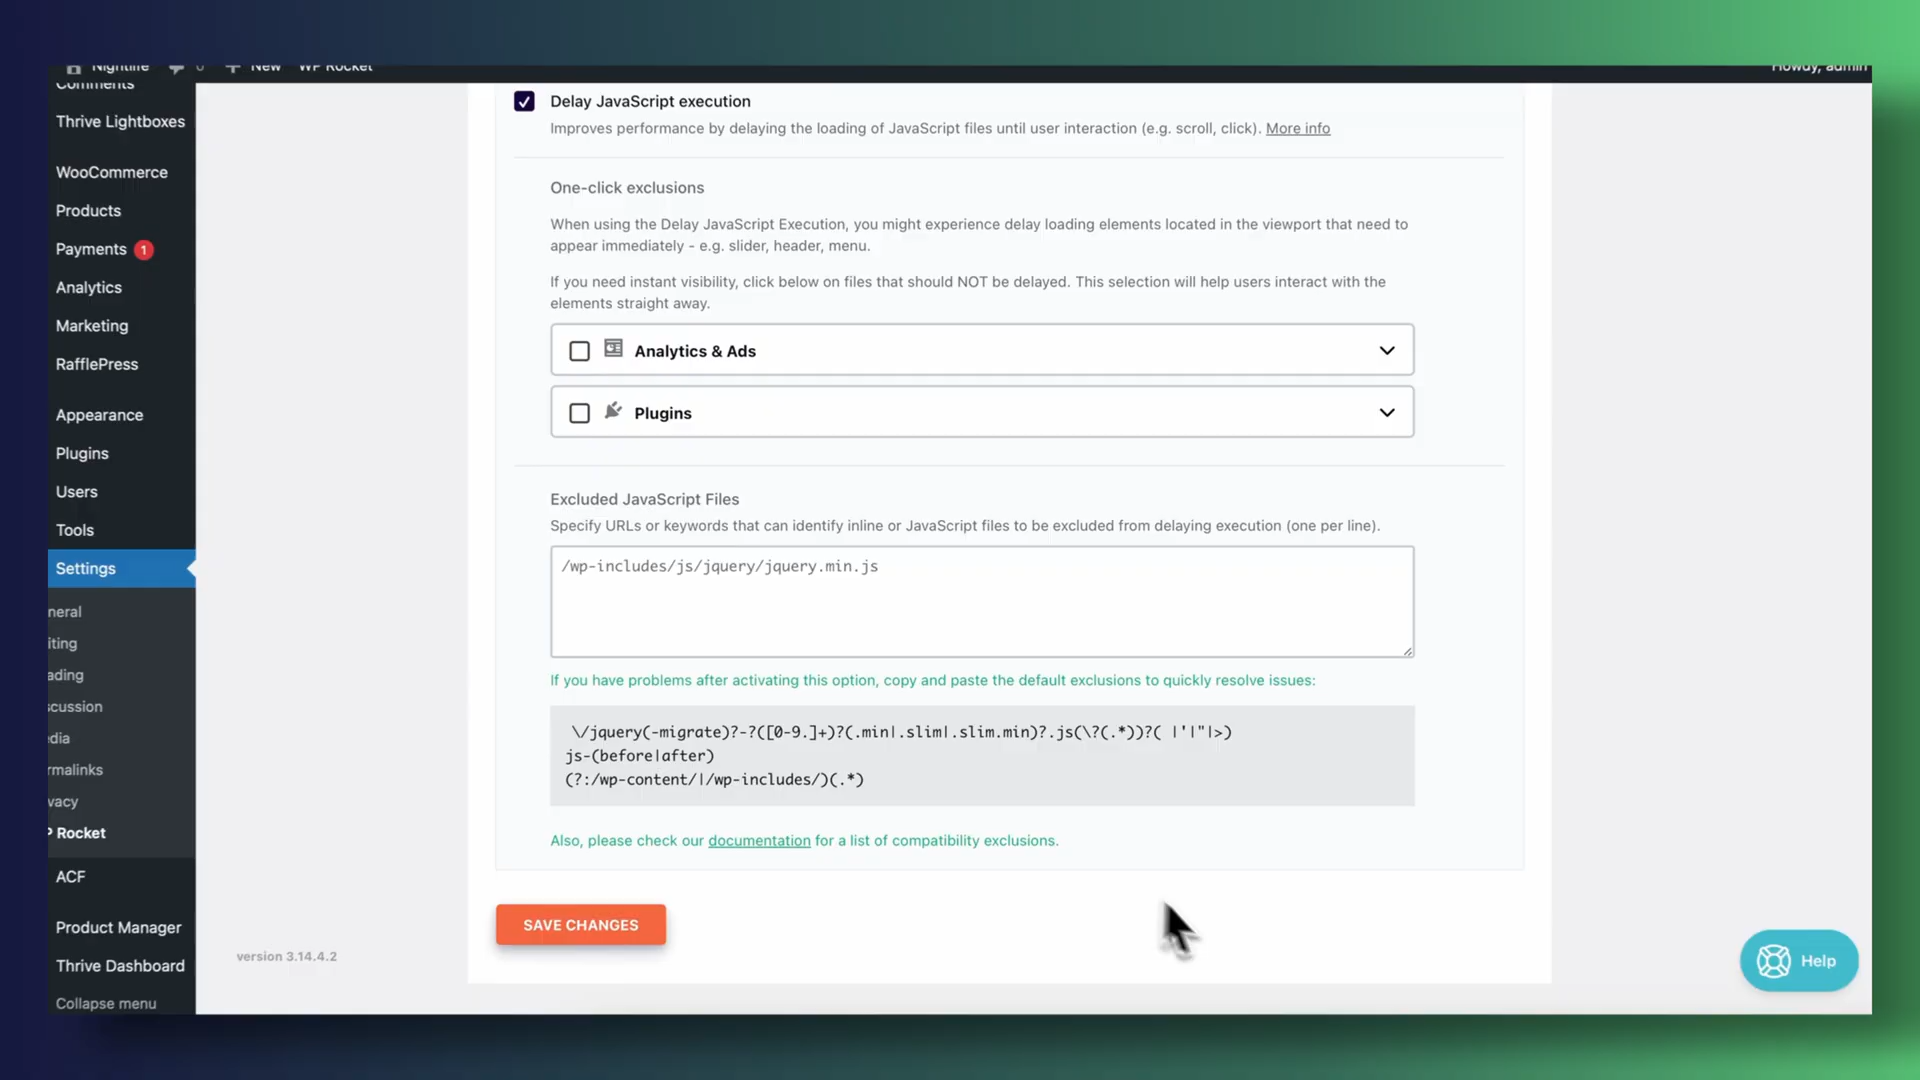 Nightlife 0 New WP Rocket
Howdy, admin
Comments
Thrive Lightboxes
WooCommerce
Products
Payments 1
Analytics
Marketing
RafflePress
Appearance
Plugins
Users
Tools
Settings
neral
iting
ading
scussion
dia
rmalinks
vacy
P Rocket
ACF
Product Manager
Thrive Dashboard
Collapse menu
Delay JavaScript execution
Improves performance by delaying the loading of JavaScript files until user interaction (e.g. scroll, click). More info
One-click exclusions
When using the Delay JavaScript Execution, you might experience delay loading elements located in the viewport that need to
appear immediately - e.g. slider, header, menu.
If you need instant visibility, click below on files that should NOT be delayed. This selection will help users interact with the
elements straight away.
Analytics & Ads
Plugins
Excluded JavaScript Files
Specify URLs or keywords that can identify inline or JavaScript files to be excluded from delaying execution (one per line).
/wp-includes/js/jquery/jquery.min.js
If you have problems after activating this option, copy and paste the default exclusions to quickly resolve issues:
\/jquery(-migrate)?-?([0-9.]+)?(.min|.slim|.slim.min)?.js(\?(.*))?( |'|"|>)
js-(before|after)
(?:/wp-content/|/wp-includes/)(.*)
Also, please check our documentation for a list of compatibility exclusions.
SAVE CHANGES
version 3.14.4.2
Help